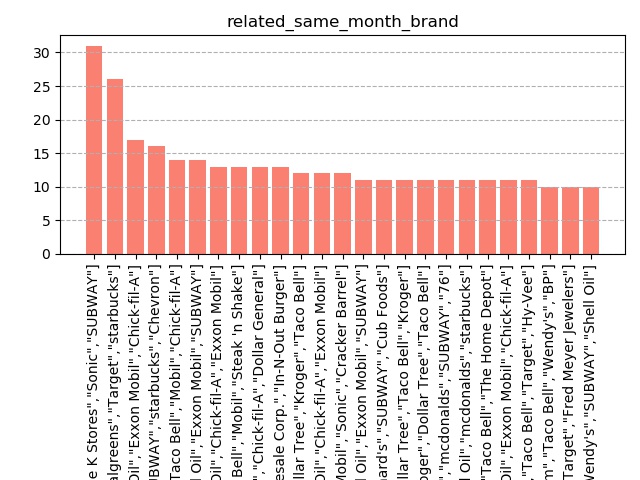 related_same_month_brand
30
25
20
15
10
5
0
e K Stores","Sonic","SUBWAY"]
algreens","Target","starbucks"]
Oil","Exxon Mobil","Chick-fil-A"]
BWAY","starbucks","Chevron"]
Taco Bell","Mobil","Chick-fil-A"]
l Oil","Exxon Mobil","SUBWAY"]
Oil","Chick-fil-A","Exxon Mobil"]
Bell","Mobil","Steak 'n Shake"]
","Chick-fil-A","Dollar General"]
esale Corp.","In-N-Out Burger"]
llar Tree","Kroger","Taco Bell"]
Oil","Chick-fil-A","Exxon Mobil"]
Mobil","Sonic","Cracker Barrel"]
l Oil","Exxon Mobil","SUBWAY"]
ard's","SUBWAY","Cub Foods"]
llar Tree","Taco Bell","Kroger"]
oger","Dollar Tree","Taco Bell"]
","mcdonalds","SUBWAY","76"]
l Oil","mcdonalds","starbucks"]
"Taco Bell","The Home Depot"]
Oil","Exxon Mobil","Chick-fil-A"]
"Taco Bell","Target","Hy-Vee"]
m","Taco Bell","Wendy's","BP"]
Target","Fred Meyer Jewelers"]
Wendy's","SUBWAY","Shell Oil"]